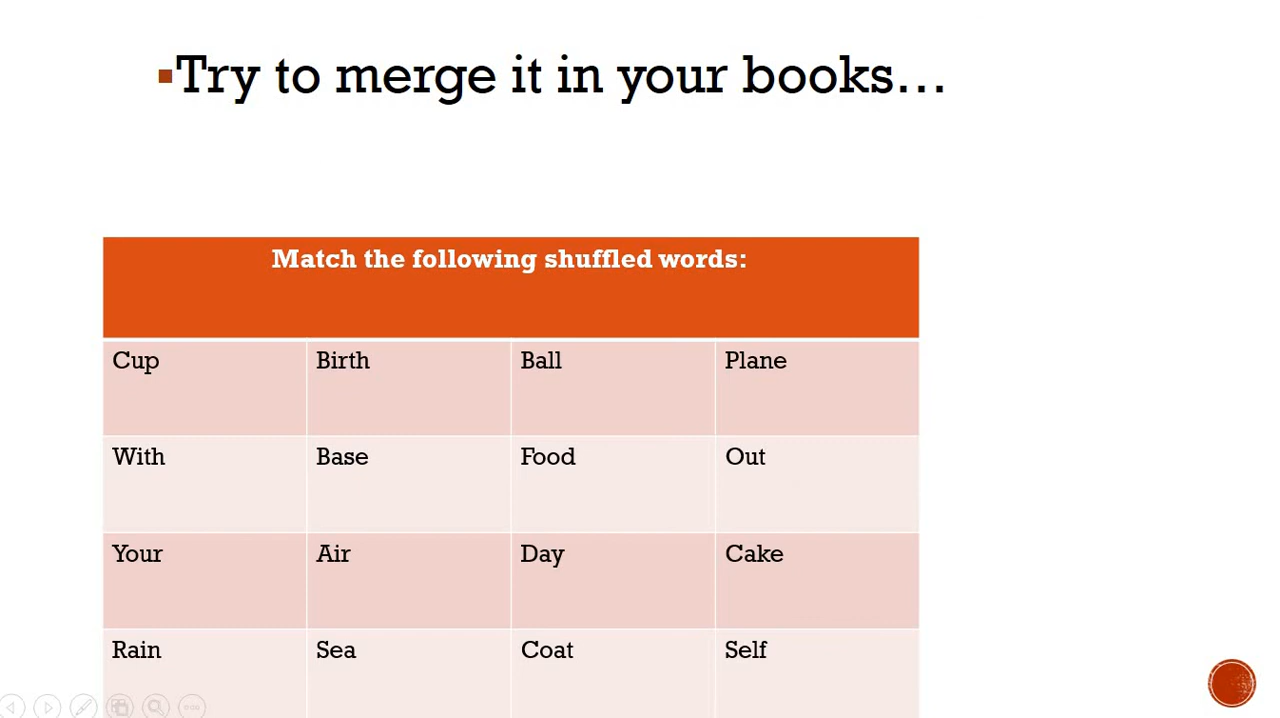 Try to merge it in your books…
Match the following shuffled words:
Cup Birth Ball Plane
With Base Food Out
Your Air Day Cake
Rain Sea Coat Self